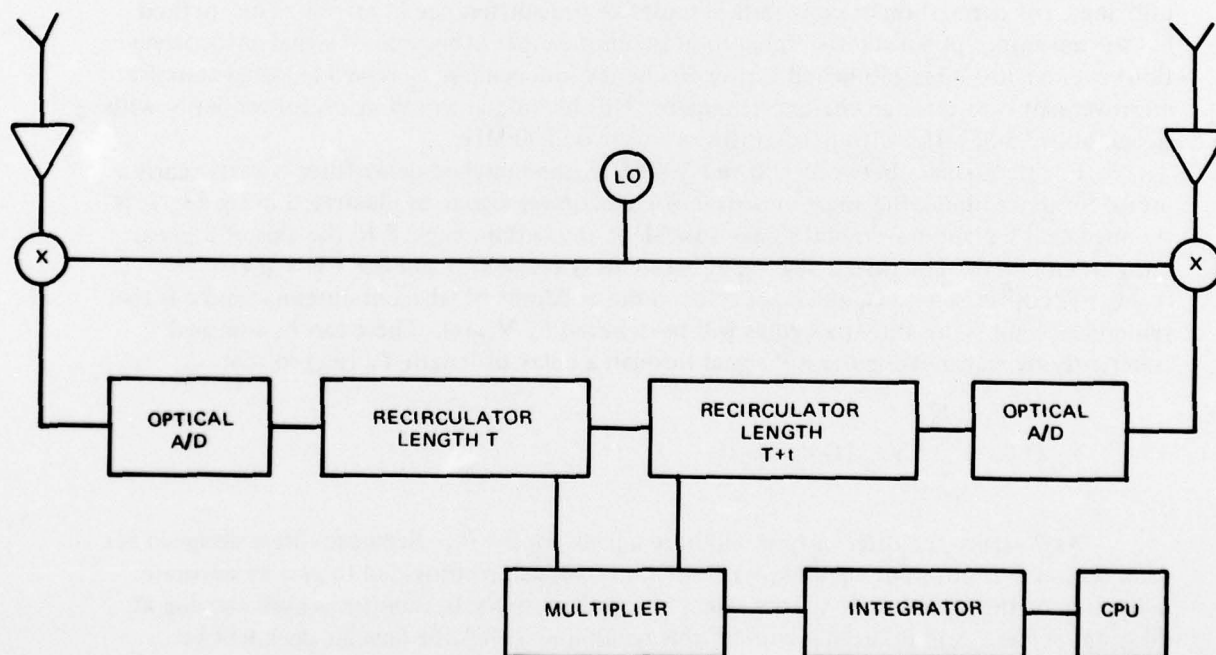 LO
X
X
OPTICAL
A/D
RECIRCULATOR
LENGTH T
RECIRCULATOR
LENGTH
T+t
OPTICAL
A/D
MULTIPLIER
INTEGRATOR
CPU